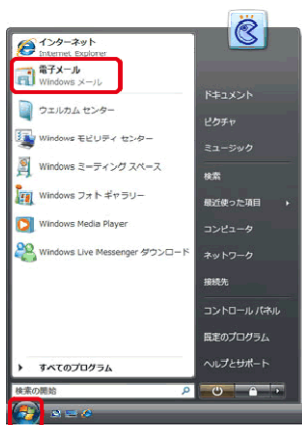 インターネット
Internet Explorer
電子メール
Windows メール
ウェルカム センター
Windows モビリティ センター
Windows ミーティング スペース
Windows フォト ギャラリー
Windows Media Player
Windows Live Messenger ダウンロード
すべてのプログラム
検索の開始
ドキュメント
ピクチャ
ミュージック
検索
最近使った項目
コンピュータ
ネットワーク
接続先
コントロール パネル
既定のプログラム
ヘルプとサポート